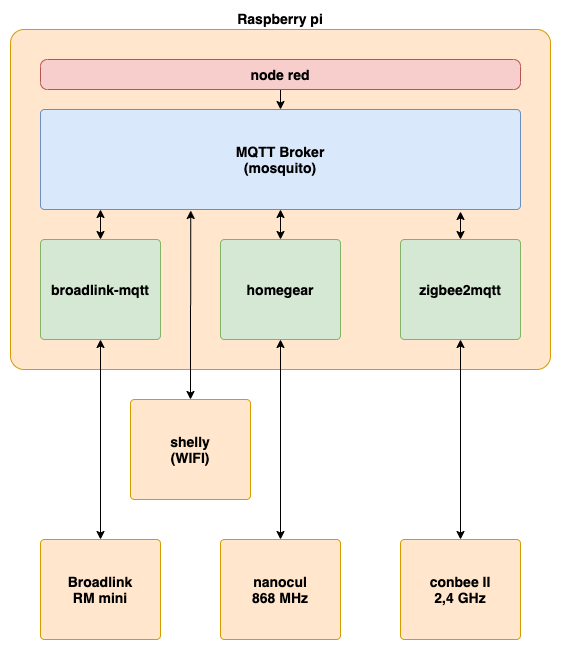 Raspberry pi
node red
MQTT Broker
(mosquito)
broadlink-mqtt
homegear
zigbee2mqtt
shelly
(WIFI)
Broadlink
RM mini
nanocul
868 MHz
conbee II
2,4 GHz